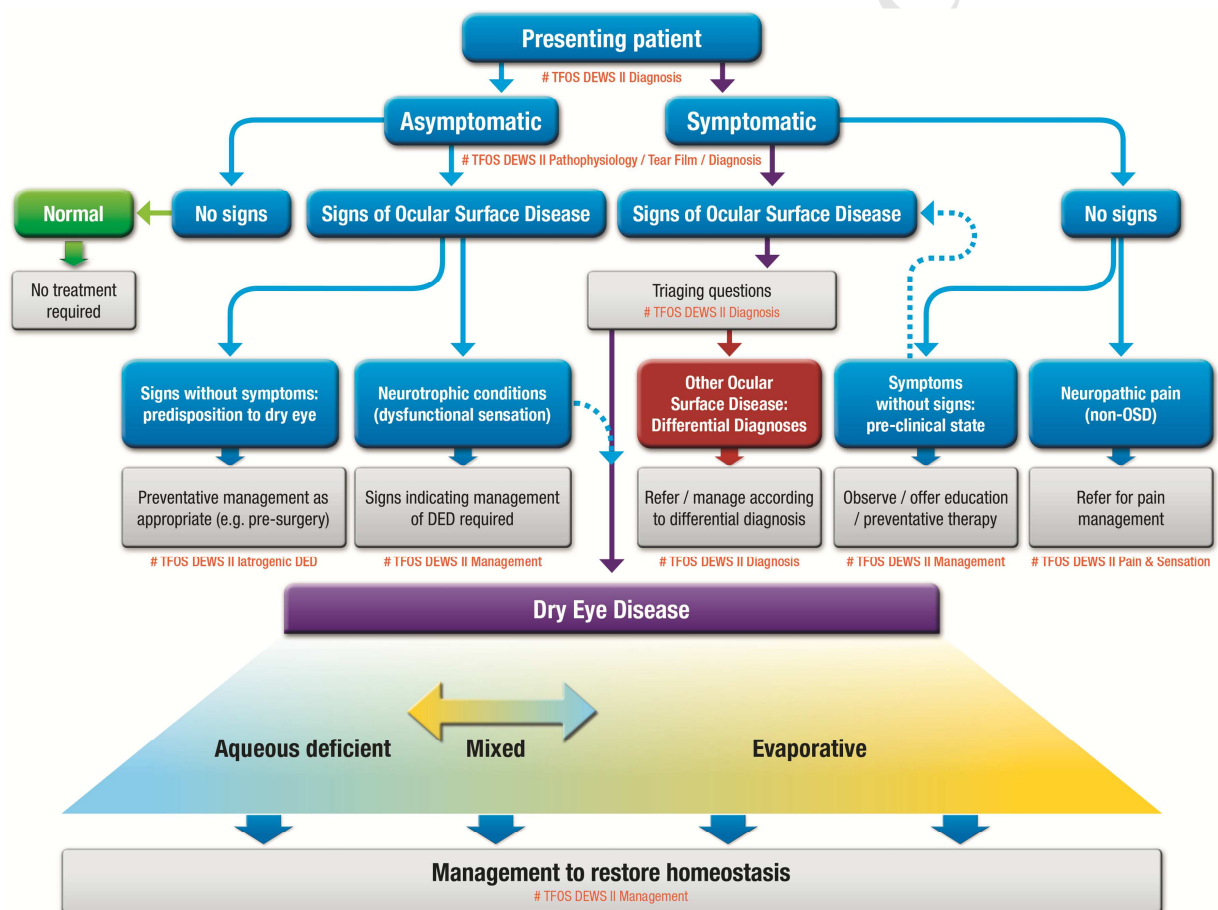 Presenting patient
# TFOS DEWS II Diagnosis
Asymptomatic
Symptomatic
# TFOS DEWS II Pathophysiology / Tear Film / Diagnosis
Normal
No signs
Signs of Ocular Surface Disease
Signs of Ocular Surface Disease
No signs
No treatment
required
Triaging questions
# TFOS DEWS II Diagnosis
Signs without symptoms:
predisposition to dry eye
Neurotrophic conditions
(dysfunctional sensation)
Other Ocular
Surface Disease:
Differential Diagnoses
Symptoms
without signs:
pre-clinical state
Neuropathic pain
(non-OSD)
Preventative management as
appropriate (e.g. pre-surgery)
Signs indicating management
of DED required
Refer / manage according
to differential diagnosis
Observe / offer education
/ preventative therapy
Refer for pain
management
# TFOS DEWS II Iatrogenic DED
# TFOS DEWS II Management
# TFOS DEWS II Diagnosis
# TFOS DEWS II Management
# TFOS DEWS II Pain & Sensation
Dry Eye Disease
Aqueous deficient
Mixed
Evaporative
Management to restore homeostasis
# TFOS DEWS II Management